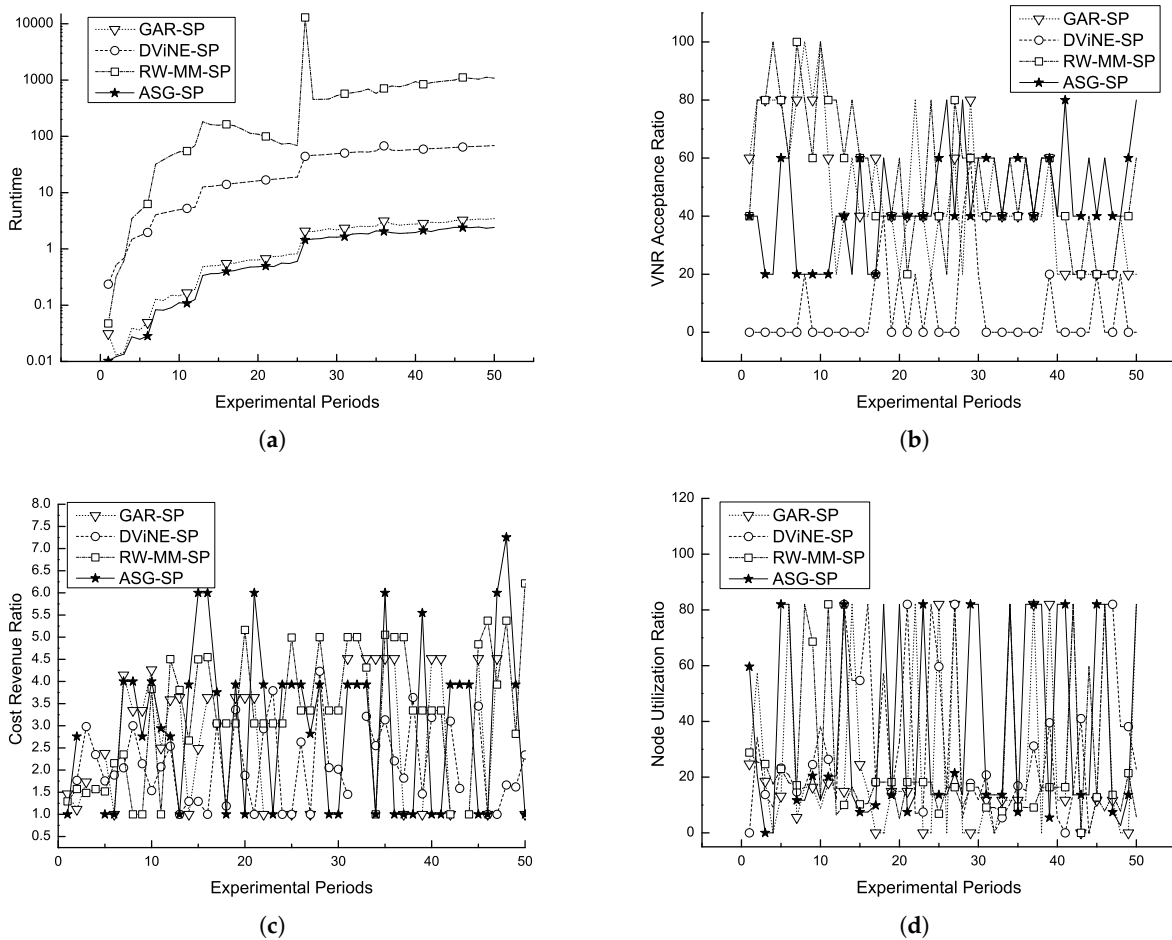 GAR-SP
DViNE-SP
RW-MM-SP
ASG-SP
10000
1000
100
10
1
0.1
0.01
Runtime
0 10 20 30 40 50
Experimental Periods
(a)
GAR-SP
DViNE-SP
RW-MM-SP
ASG-SP
100
80
60
40
20
0
VNR Acceptance Ratio
0 10 20 30 40 50
Experimental Periods
(b)
GAR-SP
DViNE-SP
RW-MM-SP
ASG-SP
8.0
7.5
7.0
6.5
6.0
5.5
5.0
4.5
4.0
3.5
3.0
2.5
2.0
1.5
1.0
0.5
Cost Revenue Ratio
0 10 20 30 40 50
Experimental Periods
(c)
GAR-SP
DViNE-SP
RW-MM-SP
ASG-SP
120
100
80
60
40
20
0
Node Utilization Ratio
0 10 20 30 40 50
Experimental Periods
(d)